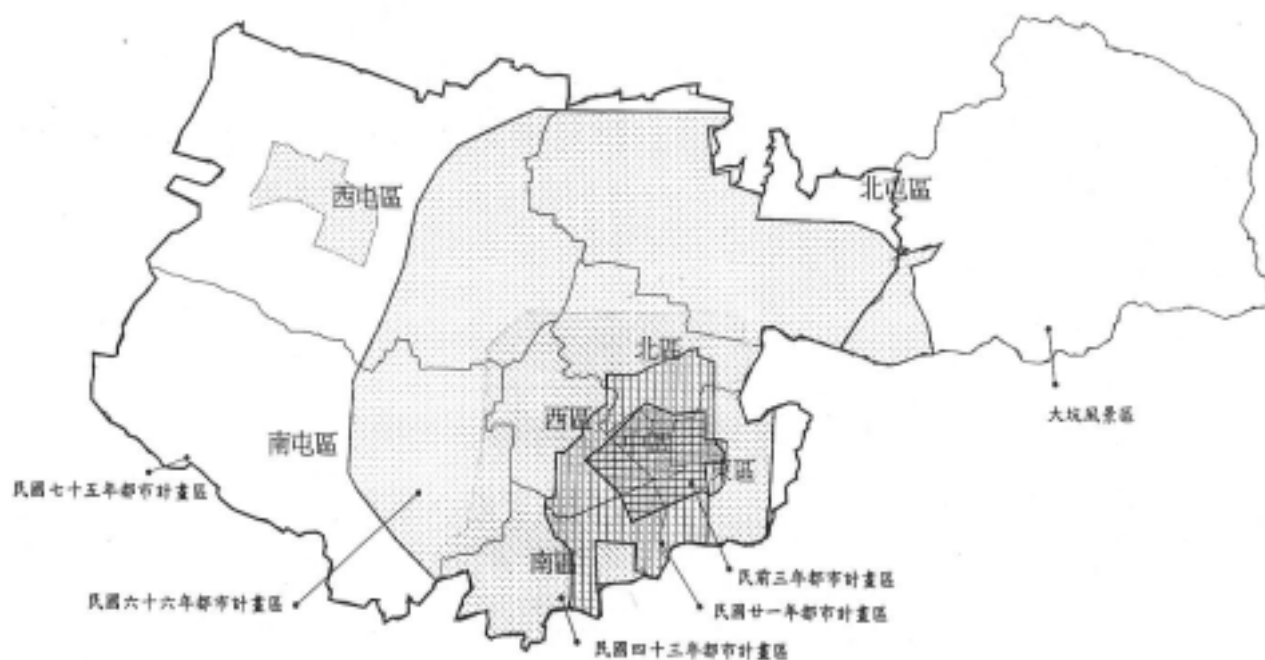 西屯區
北屯區
北區
大坑風景區
西區
南屯區
東區
民國七十五年都市計畫區
南區
民前三年都市計畫區
民國六十六年都市計畫區
民國廿一年都市計畫區
民國四十三年都市計畫區